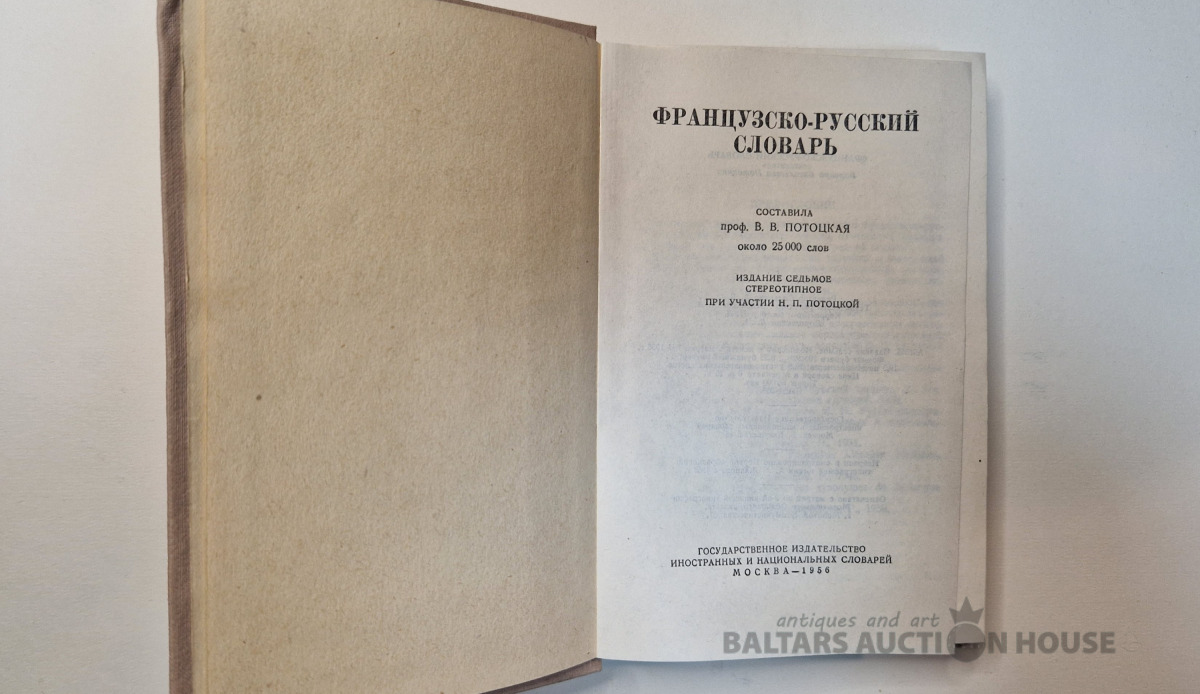 ФРАНЦУЗСКО-РУССКИЙ
СЛОВАРЬ
СОСТАВИЛА
проф. В. В. ПОТОЦКАЯ
около 25 000 слов
ИЗДАНИЕ СЕДЬМОЕ
СТЕРЕОТИПНОЕ
ПРИ УЧАСТИИ Н. П. ПОТОЦКОЙ
ГОСУДАРСТВЕННОЕ ИЗДАТЕЛЬСТВО
ИНОСТРАННЫХ И НАЦИОНАЛЬНЫХ СЛОВАРЕЙ
МОСКВА—1956
antiques and art
BALTARS AUCTION HOUSE